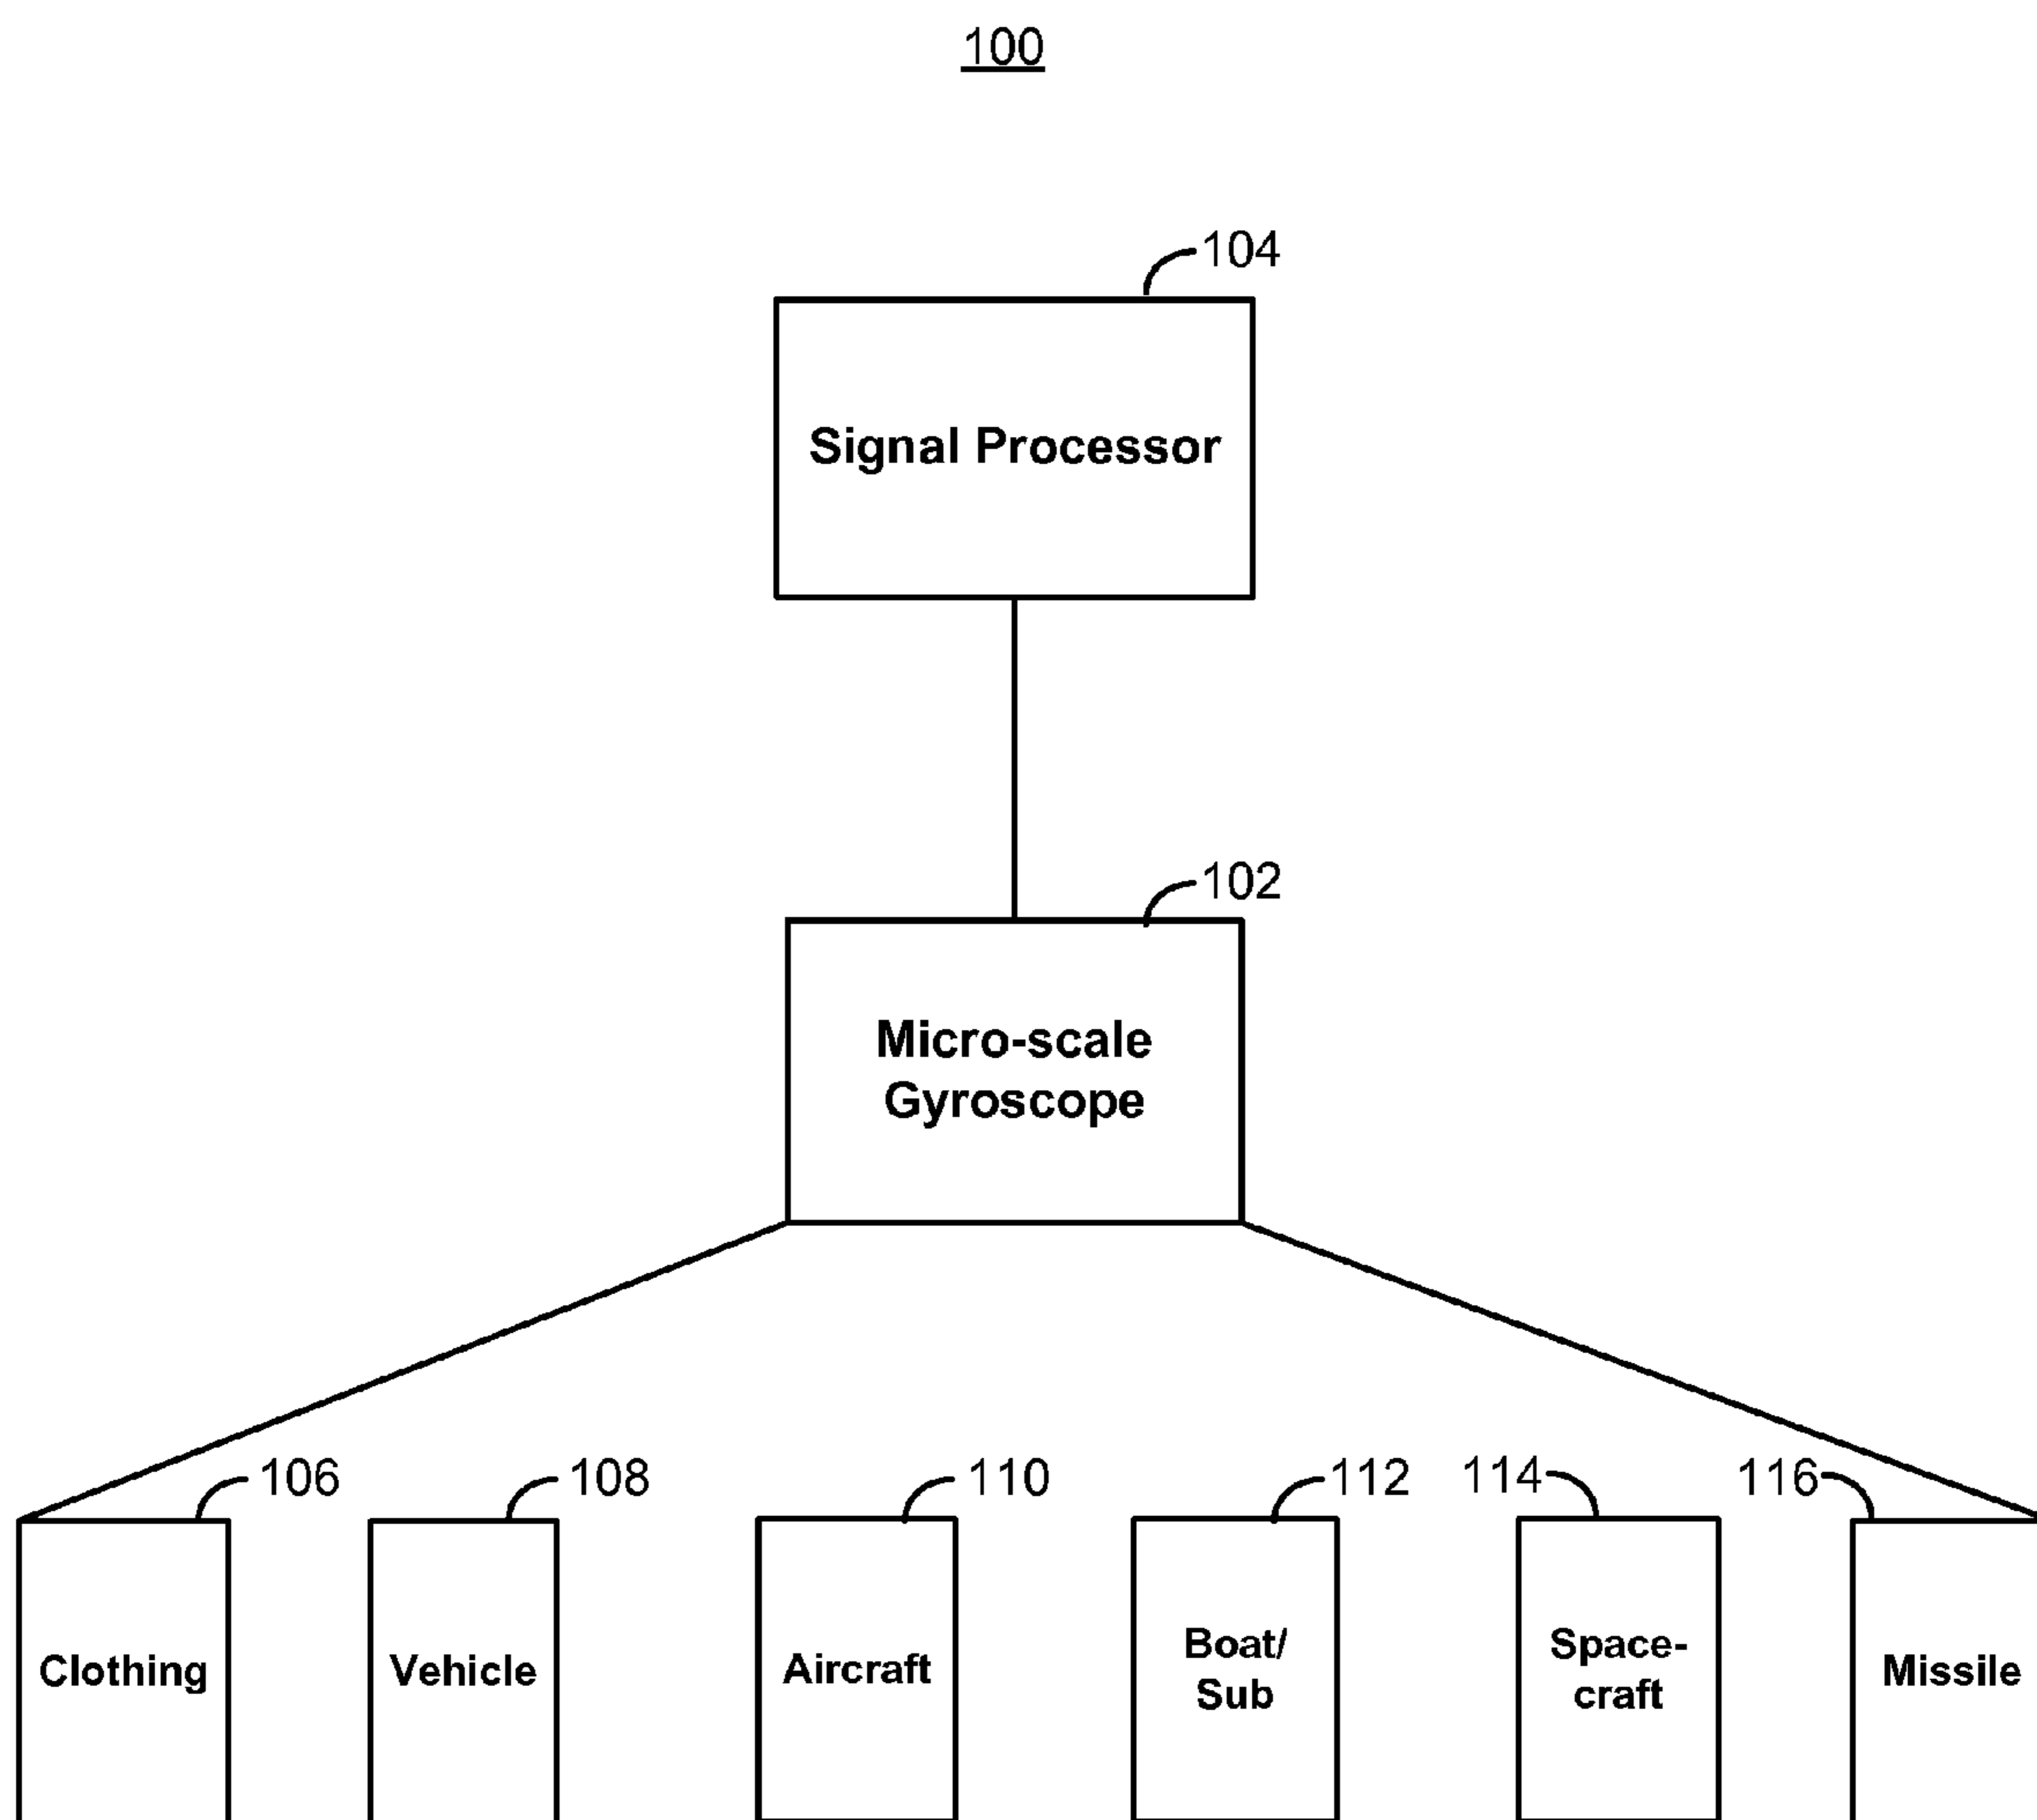 100
104
Signal Processor
102
Micro-scale
Gyroscope
106
108
110
112
114
116
Clothing
Vehicle
Aircraft
Boat/
Sub
Space-
craft
Missile